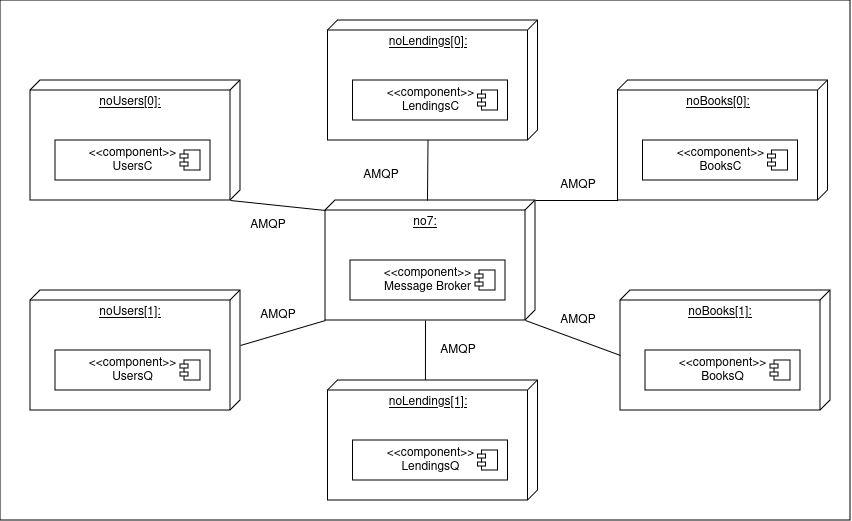 noLendings[0]:
<<component>>
LendingsC
noUsers[0]:
<<component>>
UsersC
noBooks[0]:
<<component>>
BooksC
AMQP
AMQP
AMQP
no7:
<<component>>
Message Broker
noUsers[1]:
<<component>>
UsersQ
AMQP
AMQP
AMQP
noBooks[1]:
<<component>>
BooksQ
noLendings[1]:
<<component>>
LendingsQ